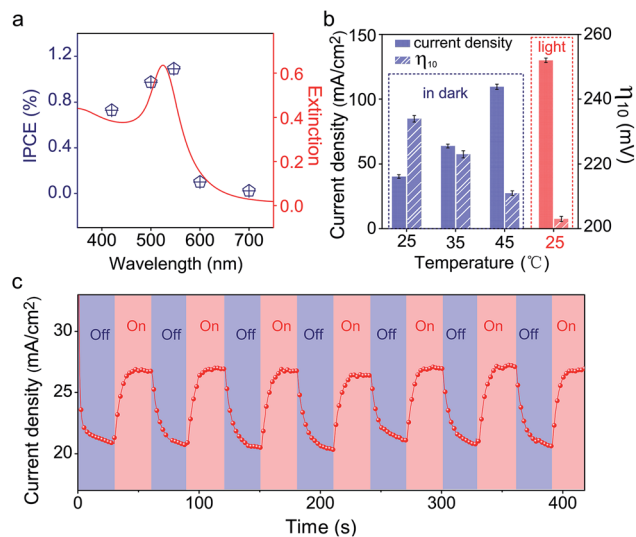 a
IPCE (%)
1.2
0.8
0.4
0.0
0.6
0.4
0.2
0.0
Extinction
400 500 600 700
Wavelength (nm)
b
Current density (mA/cm2)
150
100
50
0
current density
η10
light
in dark
260
240
220
200
η10 (mV)
25 35 45 25
Temperature (℃)
c
Current density (mA/cm2)
30
27
20
Off On Off On Off On Off On Off On Off On Off On
0 100 200 300 400
Time (s)